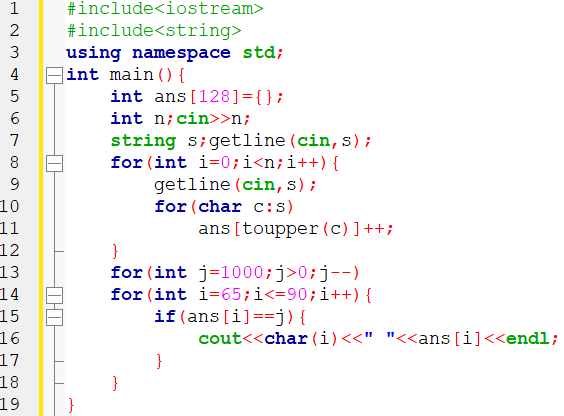 1 #include<iostream>
2 #include<string>
3 using namespace std;
4 int main(){
5 int ans[128]={};
6 int n;cin>>n;
7 string s;getline(cin,s);
8 for(int i=0;i<n;i++){
9 getline(cin,s);
10 for(char c:s)
11 ans[toupper(c)]++;
12 }
13 for(int j=1000;j>0;j--)
14 for(int i=65;i<=90;i++){
15 if(ans[i]==j){
16 cout<<char(i)<<" "<<ans[i]<<endl;
17 }
18 }
19 }